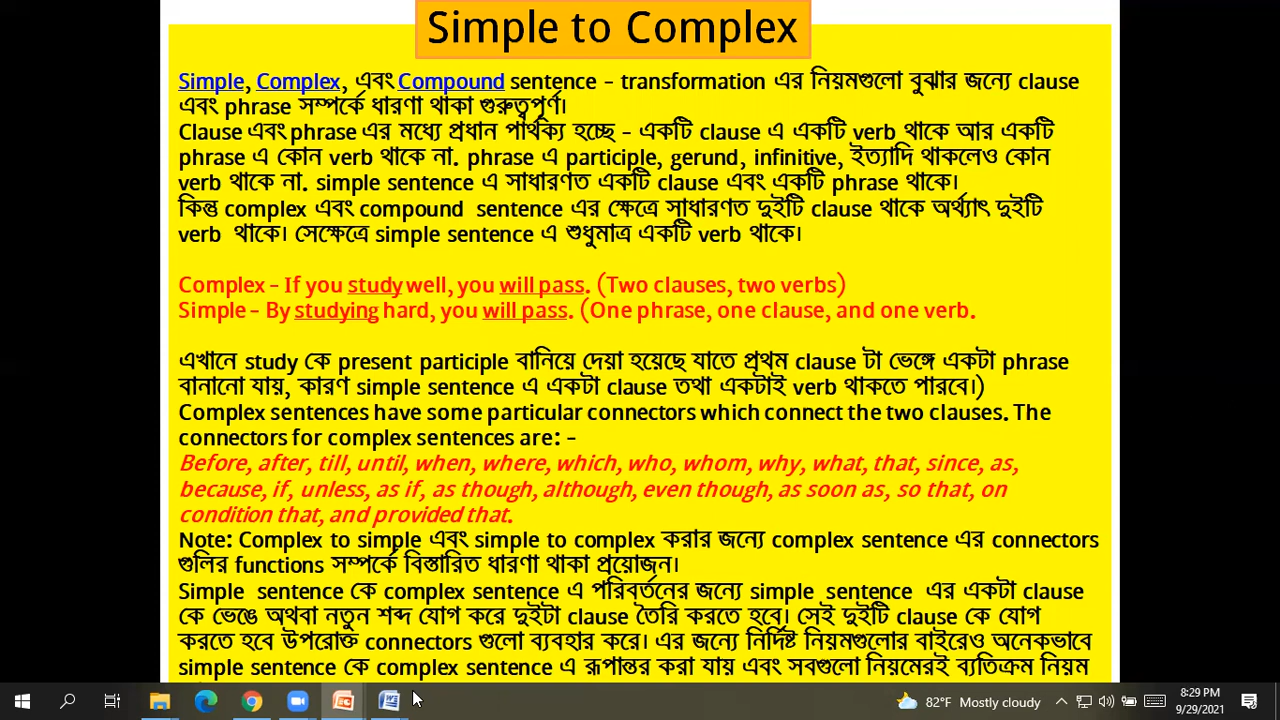 Simple to Complex
Simple, Complex, এবং Compound sentence – transformation এর নিয়মগুলো বুঝার জন্যে clause
এবং phrase সম্পর্কে ধারণা থাকা গুরুত্বপূর্ণ।
Clause এবং phrase এর মধ্যে প্রধান পার্থক্য হচ্ছে – একটি clause এ একটি verb থাকে আর একটি
phrase এ কোন verb থাকে না. phrase এ participle, gerund, infinitive, ইত্যাদি থাকলেও কোন
verb থাকে না. simple sentence এ সাধারণত একটি clause এবং একটি phrase থাকে।
কিন্তু complex এবং compound sentence এর ক্ষেত্রে সাধারণত দুইটি clause থাকে অর্থ্যাৎ দুইটি
verb থাকে। সেক্ষেত্রে simple sentence এ শুধুমাত্র একটি verb থাকে।
Complex – If you study well, you will pass. (Two clauses, two verbs)
Simple – By studying hard, you will pass. (One phrase, one clause, and one verb.
এখানে study কে present participle বানিয়ে দেয়া হয়েছে যাতে প্রথম clause টা ভেঙ্গে একটা phrase
বানানো যায়, কারণ simple sentence এ একটা clause তথা একটাই verb থাকতে পারবে।)
Complex sentences have some particular connectors which connect the two clauses. The
connectors for complex sentences are: –
Before, after, till, until, when, where, which, who, whom, why, what, that, since, as,
because, if, unless, as if, as though, although, even though, as soon as, so that, on
condition that, and provided that.
Note: Complex to simple এবং simple to complex করার জন্যে complex sentence এর connectors
গুলির functions সম্পর্কে বিস্তারিত ধারণা থাকা প্রয়োজন।
Simple sentence কে complex sentence এ পরিবর্তনের জন্যে simple sentence এর একটা clause
কে ভেঙে অথবা নতুন শব্দ যোগ করে দুইটা clause তৈরি করতে হবে। সেই দুইটি clause কে যোগ
করতে হবে উপরোক্ত connectors গুলো ব্যবহার করে। এর জন্যে নির্দিষ্ট নিয়মগুলোর বাইরেও অনেকভাবে
simple sentence কে complex sentence এ রূপান্তর করা যায় এবং সবগুলো নিয়মেরই ব্যতিক্রম নিয়ম
82°F Mostly cloudy
8:29 PM
9/29/2021